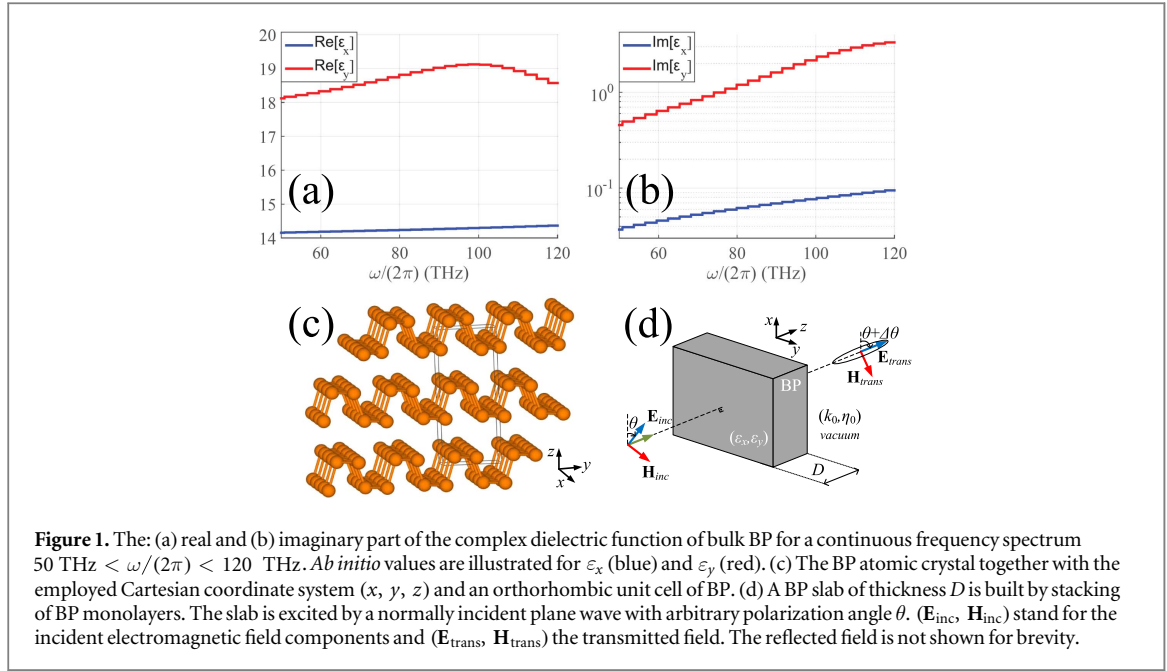 20
19
18
17
16
15
14
60 80 100 120
ω/(2π) (THz)
Re[ε_x]
Re[ε_y]
(a)
10^0
10^-1
60 80 100 120
ω/(2π) (THz)
Im[ε_x]
Im[ε_y]
(b)
(c)
z
y
x
(d)
x
z
y
θ+Δθ
E_trans
H_trans
BP
θ
E_inc
(ε_x,ε_y)
(k_0,η_0)
vacuum
H_inc
D
Figure 1. The: (a) real and (b) imaginary part of the complex dielectric function of bulk BP for a continuous frequency spectrum
50 THz < ω/(2π) < 120 THz. Ab initio values are illustrated for ε_x (blue) and ε_y (red). (c) The BP atomic crystal together with the
employed Cartesian coordinate system (x, y, z) and an orthorhombic unit cell of BP. (d) A BP slab of thickness D is built by stacking
of BP monolayers. The slab is excited by a normally incident plane wave with arbitrary polarization angle θ. (E_inc, H_inc) stand for the
incident electromagnetic field components and (E_trans, H_trans) the transmitted field. The reflected field is not shown for brevity.